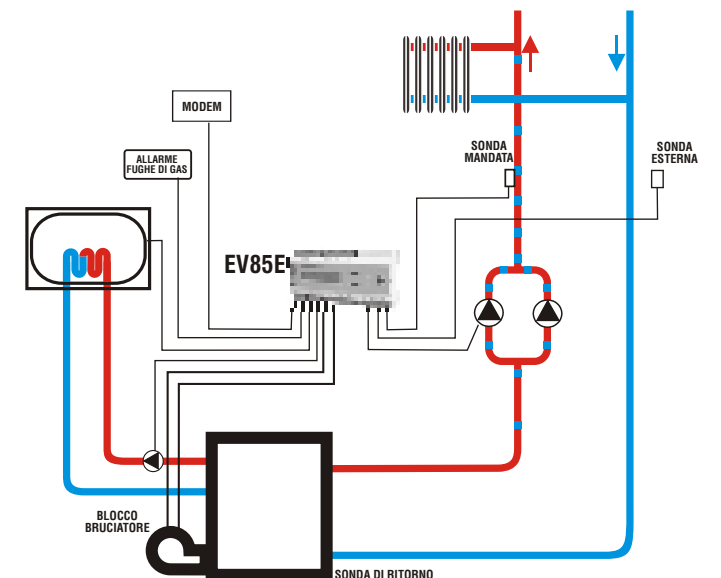 MODEM
ALLARME
FUGHE DI GAS
SONDA
MANDATA
SONDA
ESTERNA
EV85E
BLOCCO
BRUCIATORE
SONDA DI RITORNO